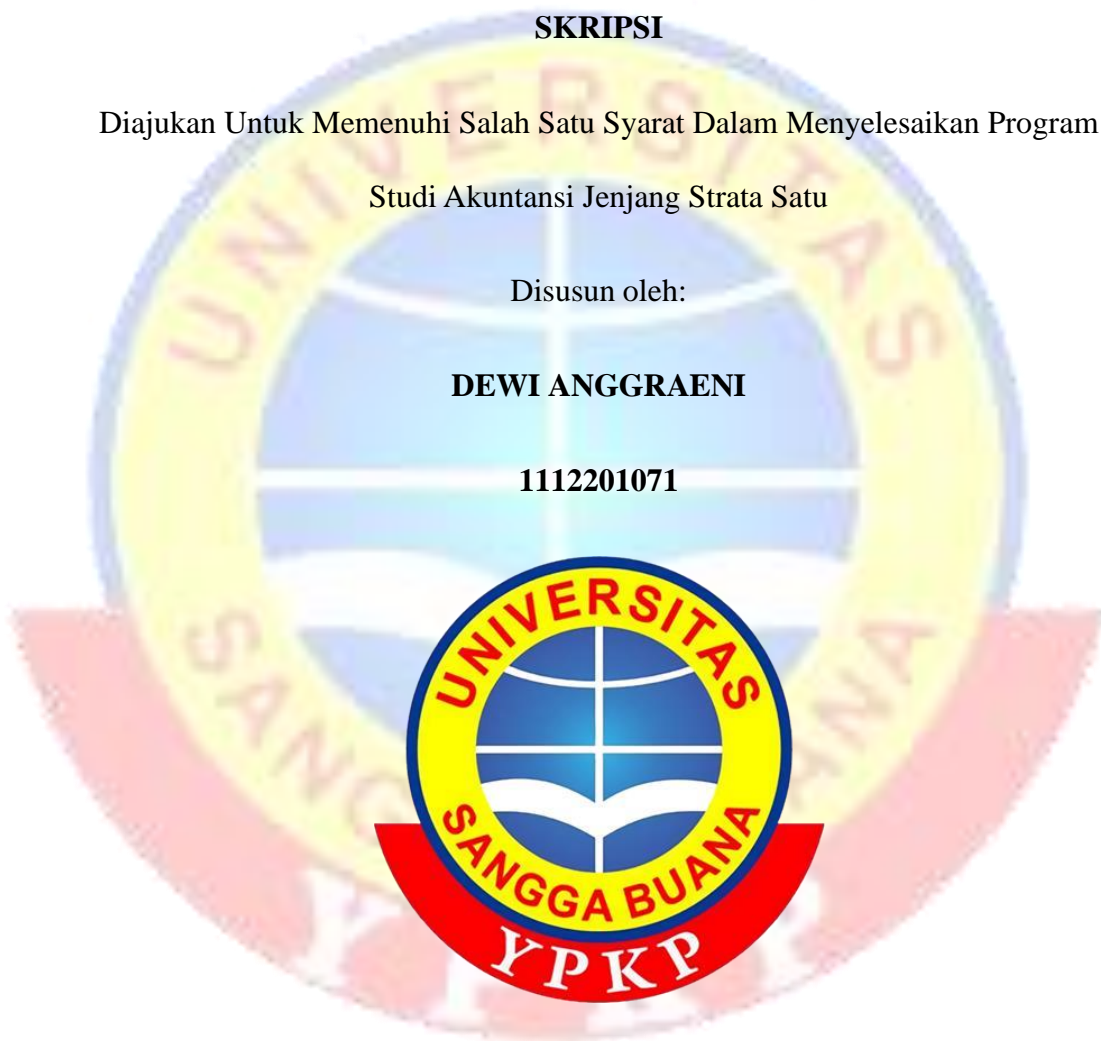 SKRIPSI
Diajukan Untuk Memenuhi Salah Satu Syarat Dalam Menyelesaikan Program
Studi Akuntansi Jenjang Strata Satu
Disusun oleh:
DEWI ANGGRAENI
1112201071
UNIVERSITAS
SANGGA BUANA
YPKP